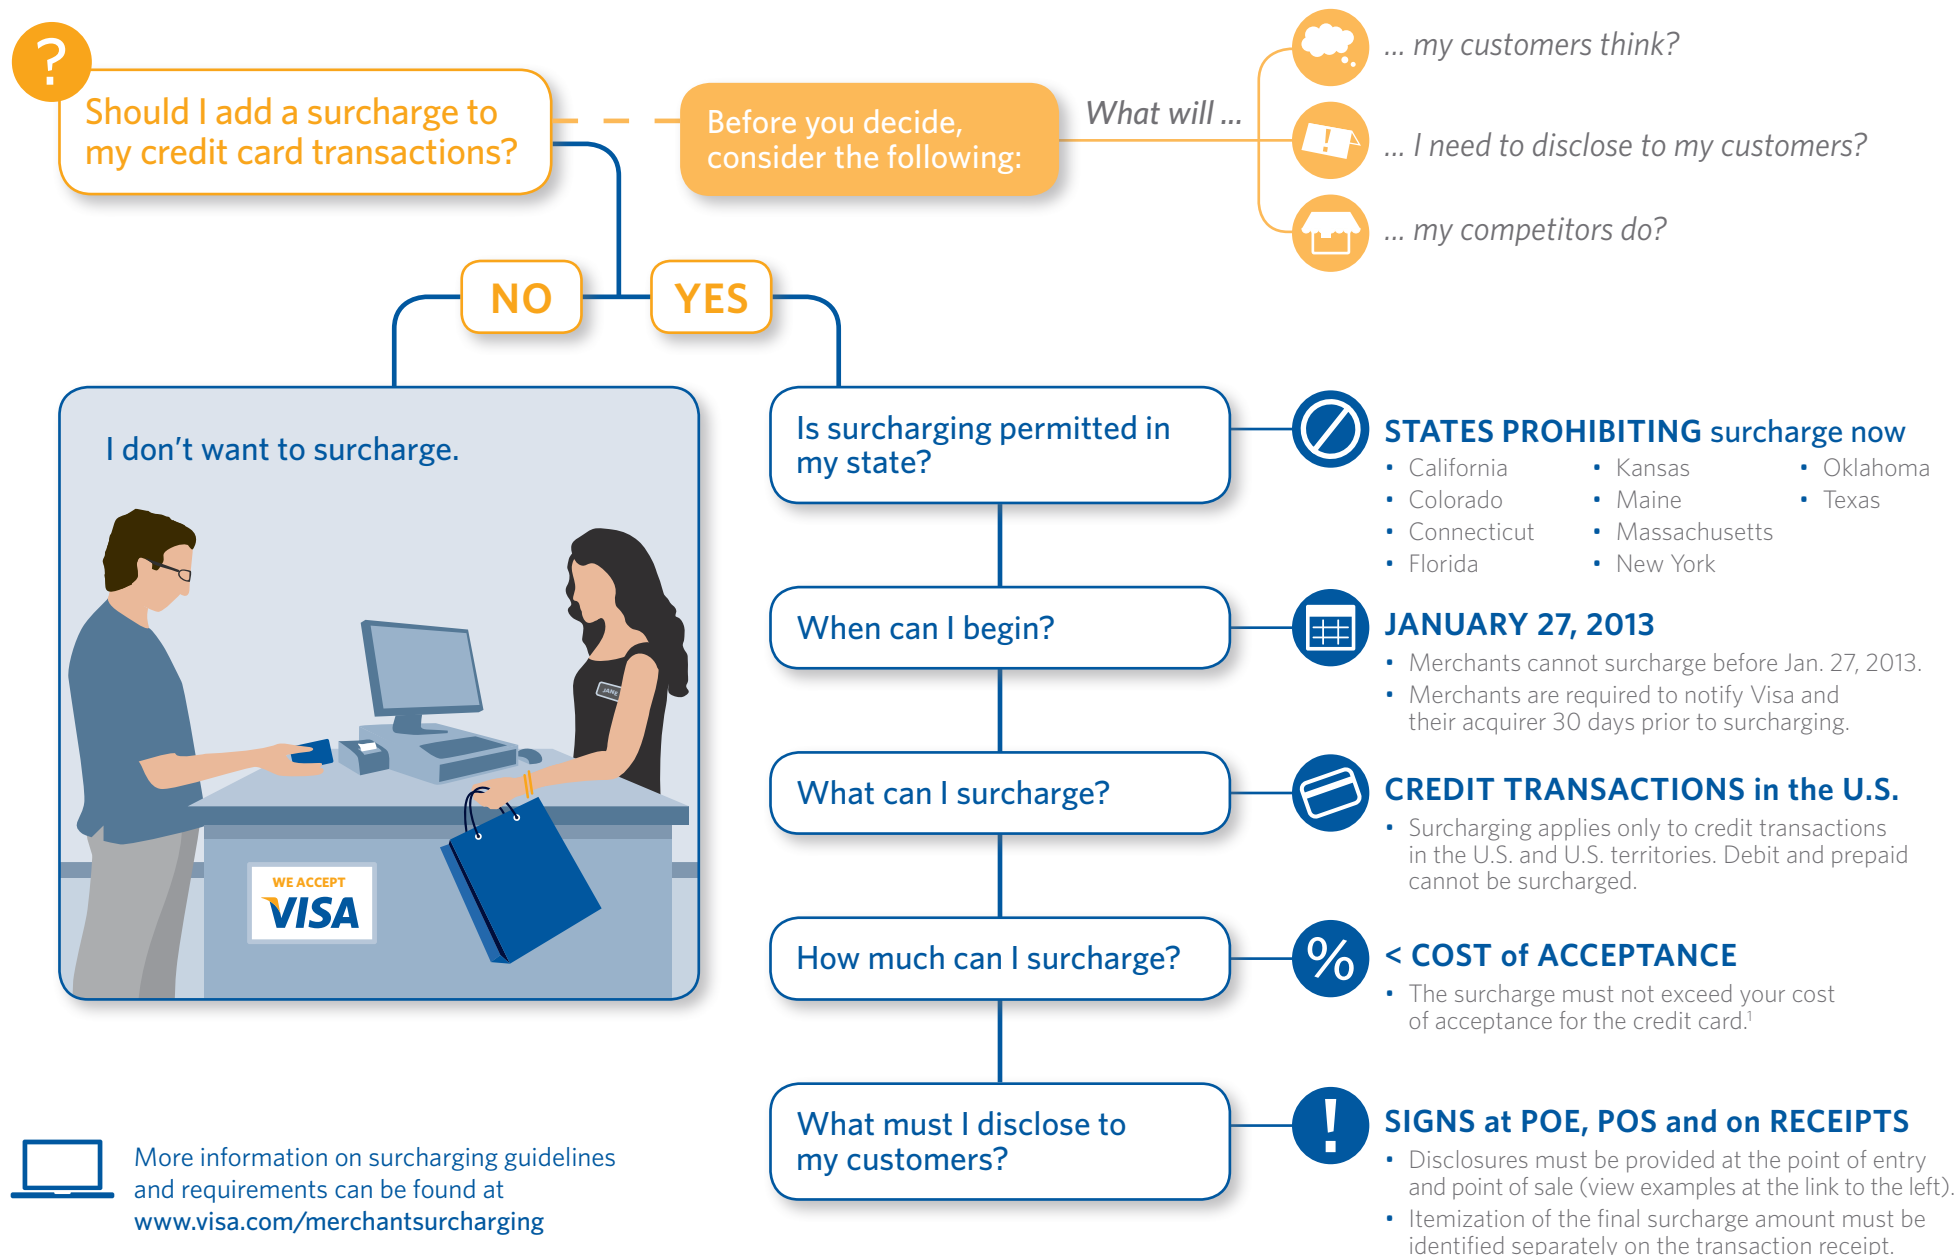 ?
Should I add a surcharge to
my credit card transactions?
Before you decide,
consider the following:
What will ...
... my customers think?
... I need to disclose to my customers?
... my competitors do?
NO
YES
I don't want to surcharge.
JANE
WE ACCEPT
VISA
Is surcharging permitted in
my state?
STATES PROHIBITING surcharge now
• California
• Colorado
• Connecticut
• Florida
• Kansas
• Maine
• Massachusetts
• New York
• Oklahoma
• Texas
When can I begin?
JANUARY 27, 2013
• Merchants cannot surcharge before Jan. 27, 2013.
• Merchants are required to notify Visa and
their acquirer 30 days prior to surcharging.
What can I surcharge?
CREDIT TRANSACTIONS in the U.S.
• Surcharging applies only to credit transactions
in the U.S. and U.S. territories. Debit and prepaid
cannot be surcharged.
How much can I surcharge?
%
< COST of ACCEPTANCE
• The surcharge must not exceed your cost
of acceptance for the credit card.¹
What must I disclose to
my customers?
!
SIGNS at POE, POS and on RECEIPTS
• Disclosures must be provided at the point of entry
and point of sale (view examples at the link to the left).
• Itemization of the final surcharge amount must be
identified separately on the transaction receipt.
More information on surcharging guidelines
and requirements can be found at
www.visa.com/merchantsurcharging